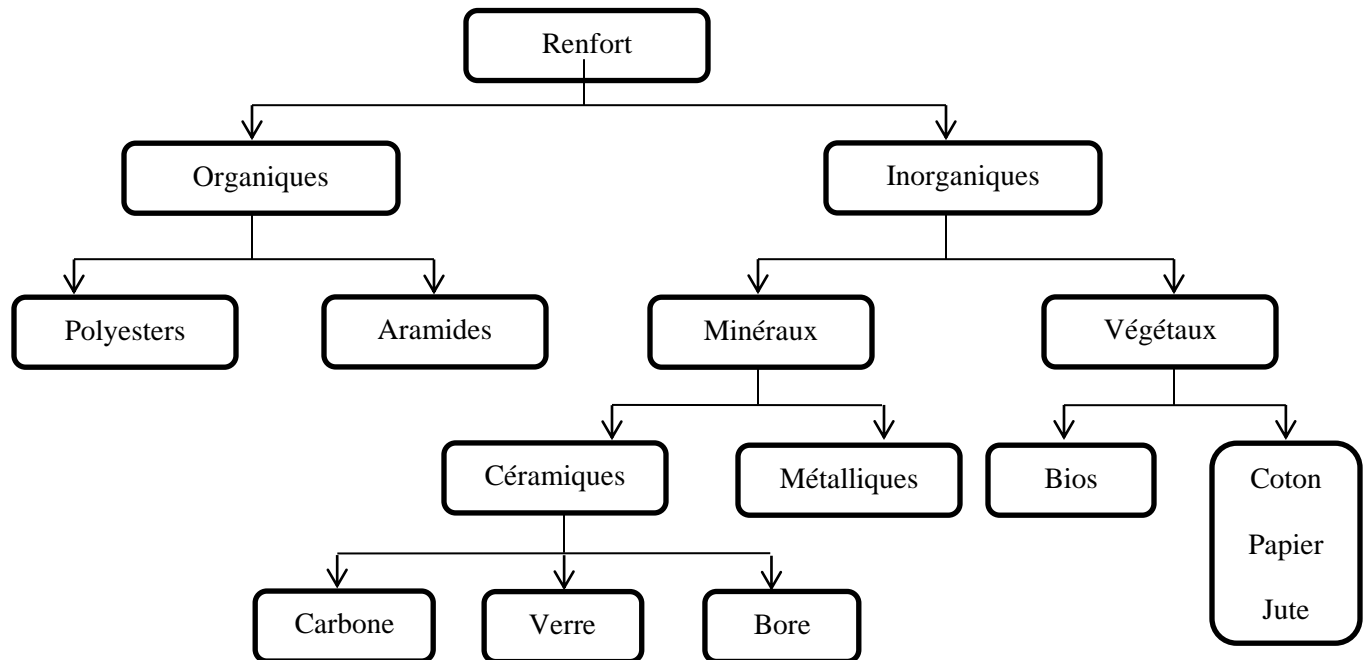 Renfort
Organiques
Inorganiques
Polyesters
Aramides
Minéraux
Végétaux
Céramiques
Métalliques
Bios
Coton
Papier
Jute
Carbone
Verre
Bore